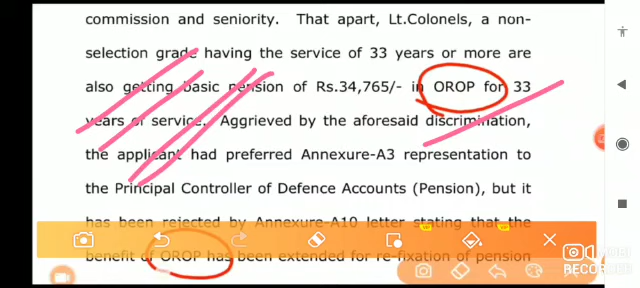 commission and seniority. That apart, Lt.Colonels, a non-
selection grade having the service of 33 years or more are
also getting basic pension of Rs.34,765/- in OROP for 33
years of service. Aggrieved by the aforesaid discrimination,
the applicant had preferred Annexure-A3 representation to
the Principal Controller of Defence Accounts (Pension), but it
has been rejected by Annexure-A10 letter stating that the
benefit of OROP has been extended for re-fixation of pension
RECORDED